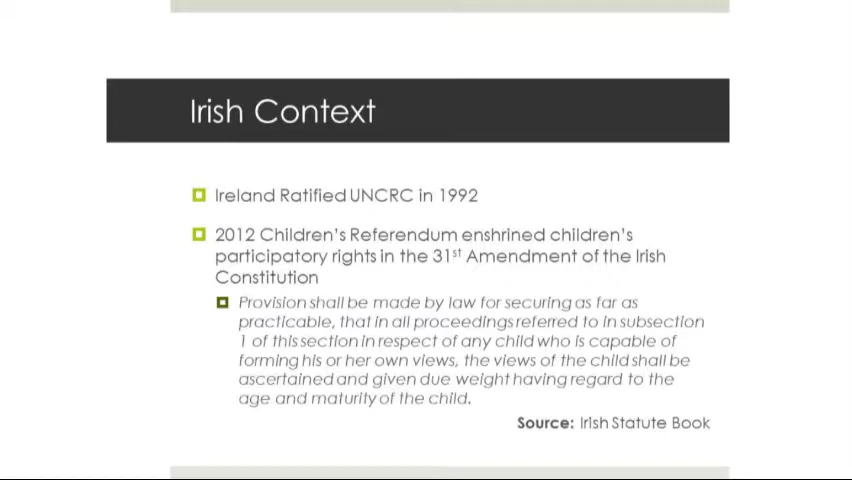 Irish Context
Ireland Ratified UNCRC in 1992
2012 Children's Referendum enshrined children's
participatory rights in the 31st Amendment of the Irish
Constitution
Provision shall be made by law for securing as far as
practicable, that in all proceedings referred to in subsection
1 of this section in respect of any child who is capable of
forming his or her own views, the views of the child shall be
ascertained and given due weight having regard to the
age and maturity of the child.
Source: Irish Statute Book